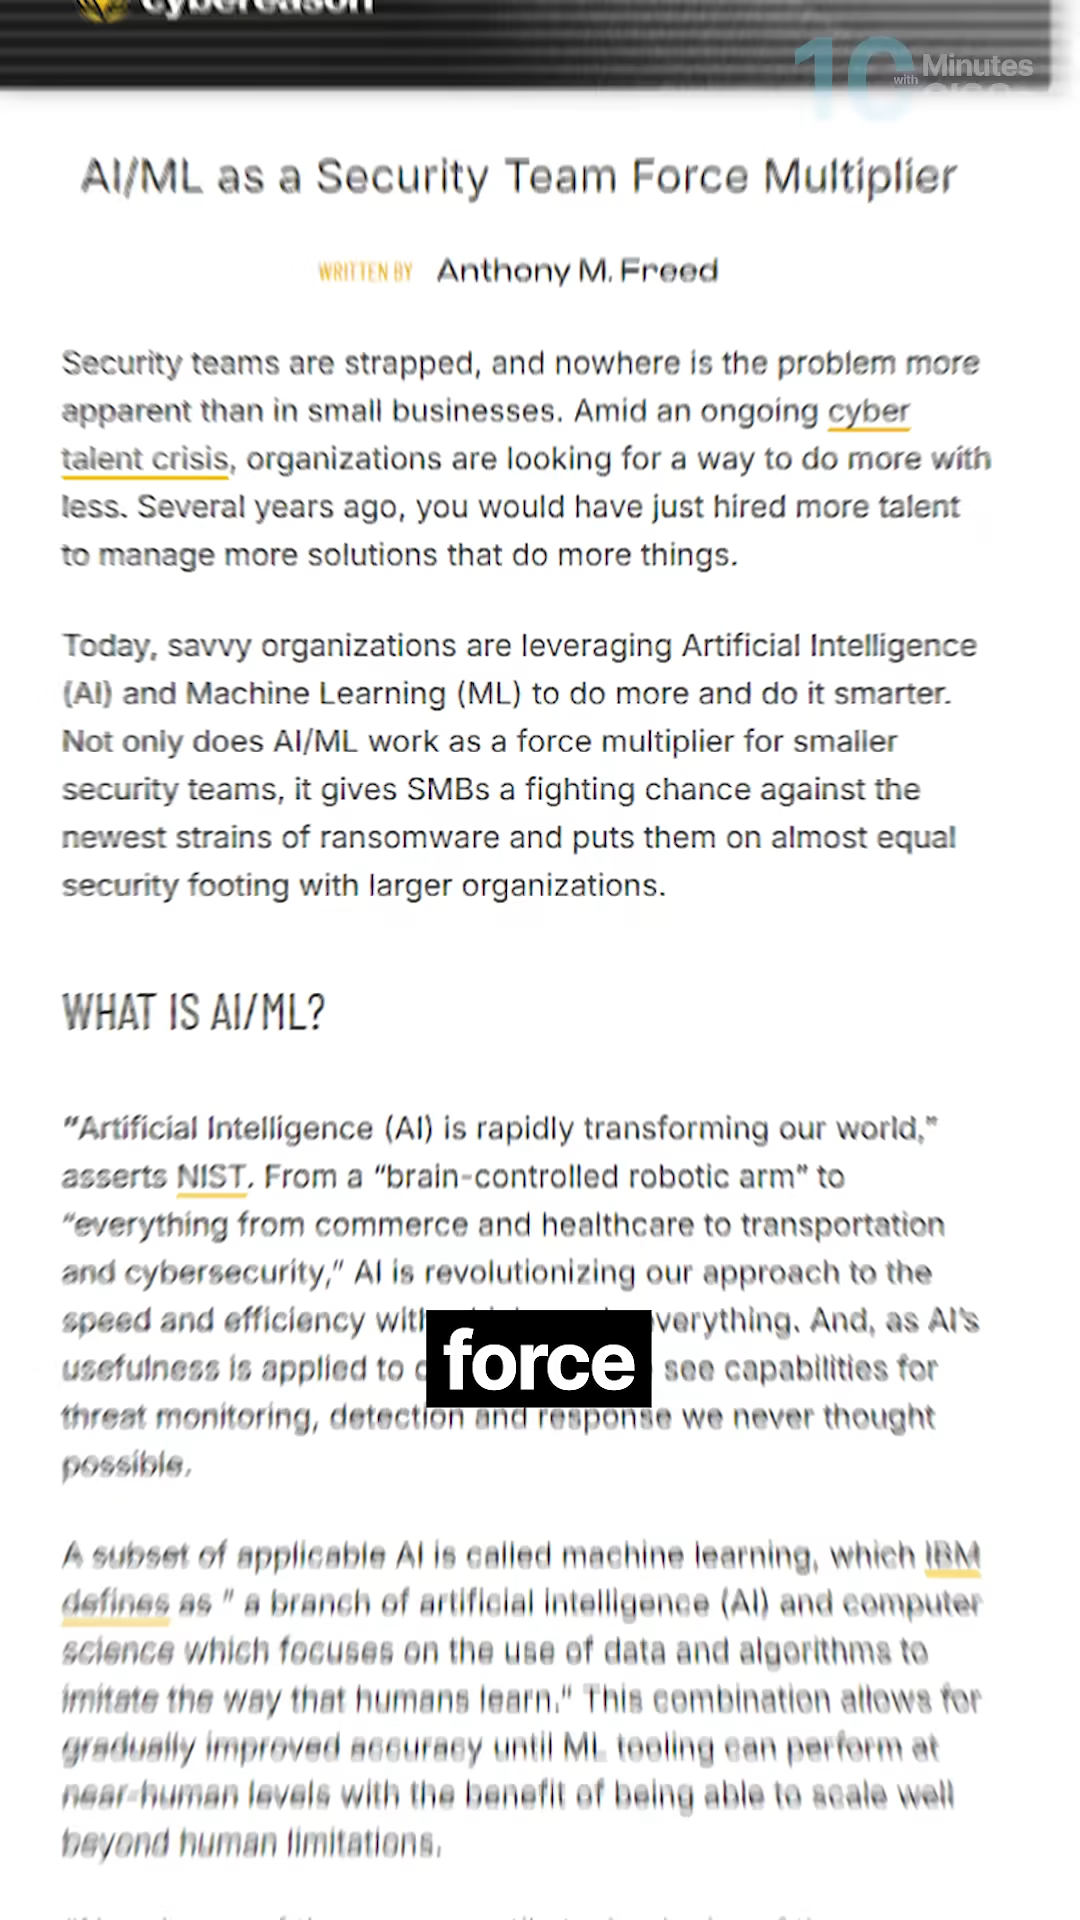 cybereason
10 with Minutes
AI/ML as a Security Team Force Multiplier
WRITTEN BY Anthony M. Freed
Security teams are strapped, and nowhere is the problem more
apparent than in small businesses. Amid an ongoing cyber
talent crisis, organizations are looking for a way to do more with
less. Several years ago, you would have just hired more talent
to manage more solutions that do more things.
Today, savvy organizations are leveraging Artificial Intelligence
(AI) and Machine Learning (ML) to do more and do it smarter.
Not only does AI/ML work as a force multiplier for smaller
security teams, it gives SMBs a fighting chance against the
newest strains of ransomware and puts them on almost equal
security footing with larger organizations.
WHAT IS AI/ML?
“Artificial Intelligence (AI) is rapidly transforming our world,”
asserts NIST. From a “brain-controlled robotic arm” to
“everything from commerce and healthcare to transportation
and cybersecurity,” AI is revolutionizing our approach to the
speed and efficiency with everything. And, as AI’s
usefulness is applied to see capabilities for
force
threat monitoring, detection and response we never thought
possible.
A subset of applicable AI is called machine learning, which IBM
defines as ” a branch of artificial intelligence (AI) and computer
science which focuses on the use of data and algorithms to
imitate the way that humans learn.” This combination allows for
gradually improved accuracy until ML tooling can perform at
near-human levels with the benefit of being able to scale well
beyond human limitations.